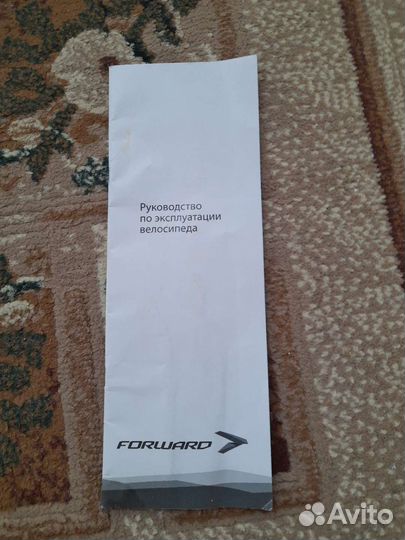 Руководство
по эксплуатации
велосипеда
FORWARD
Avito